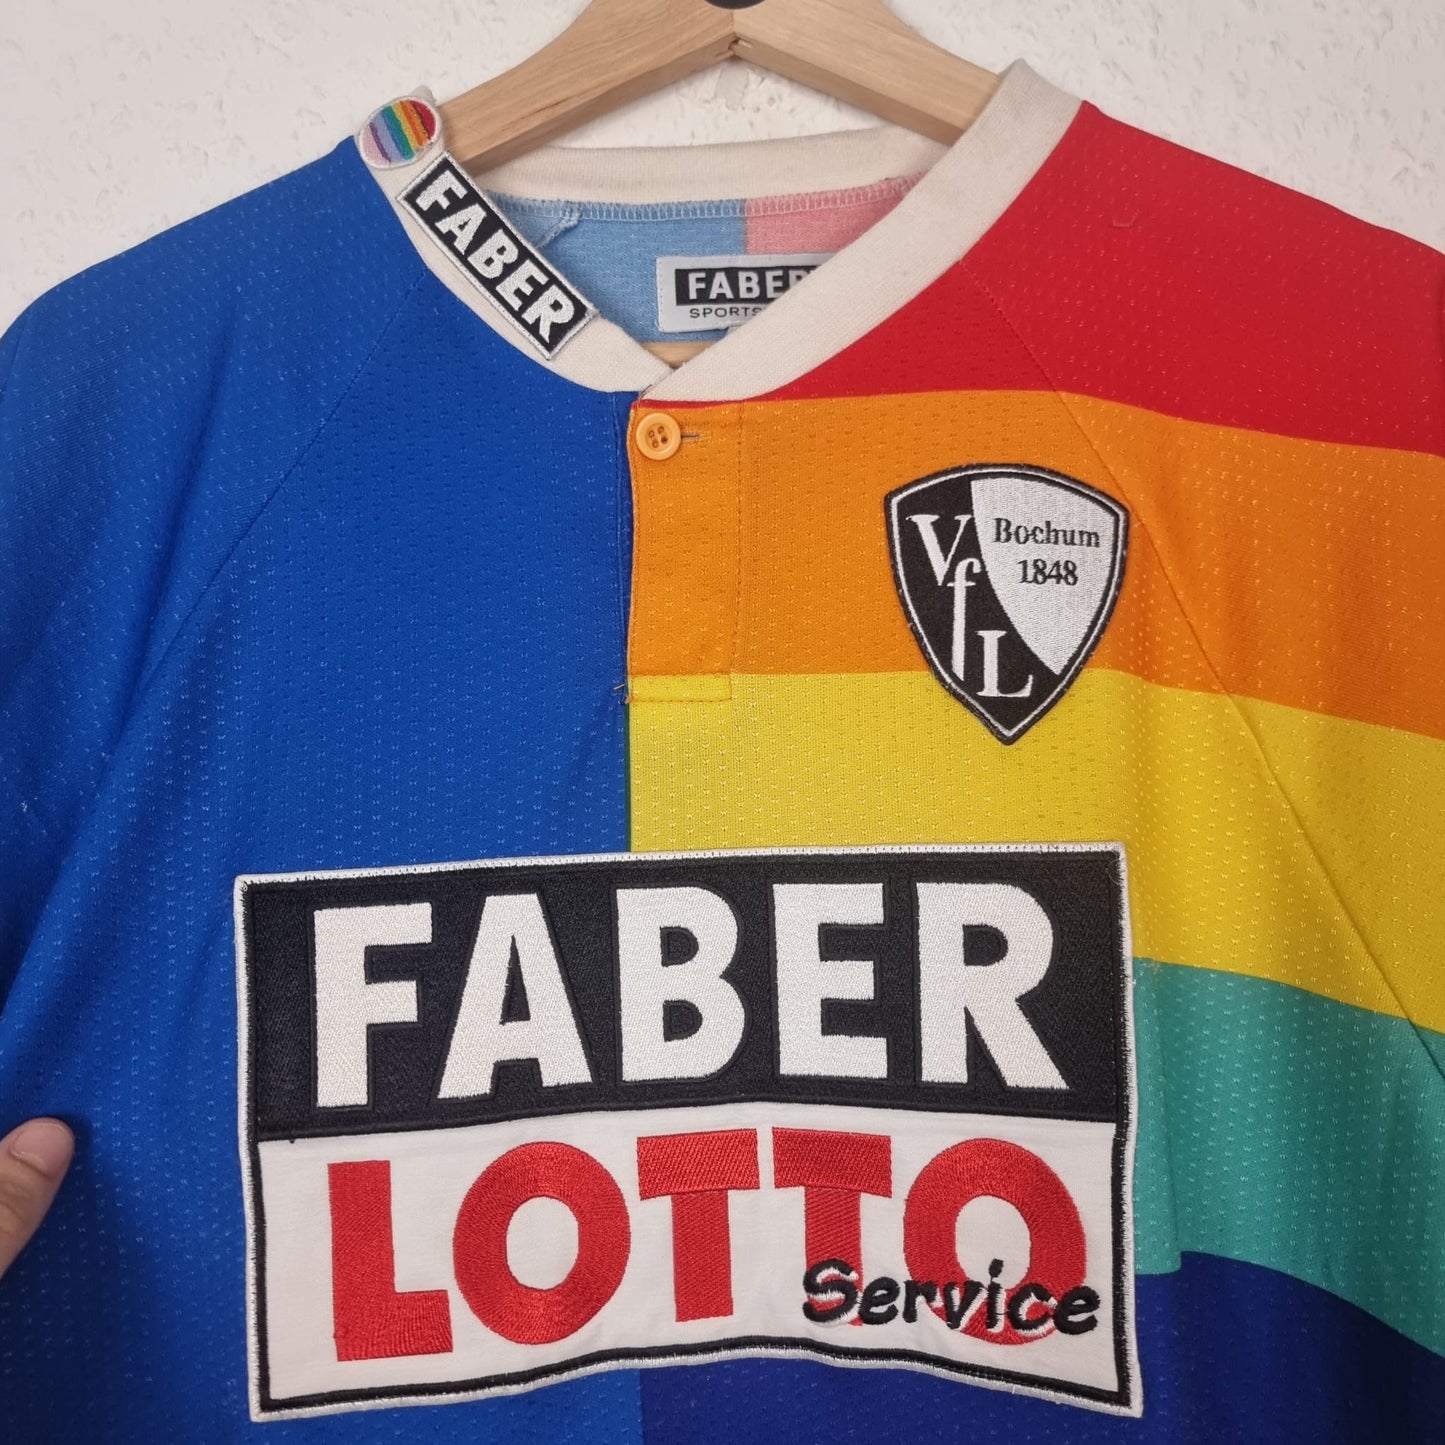 FABER
FABER
SPORTS
VfL
Bochum
1848
FABER
LOTTO
Service